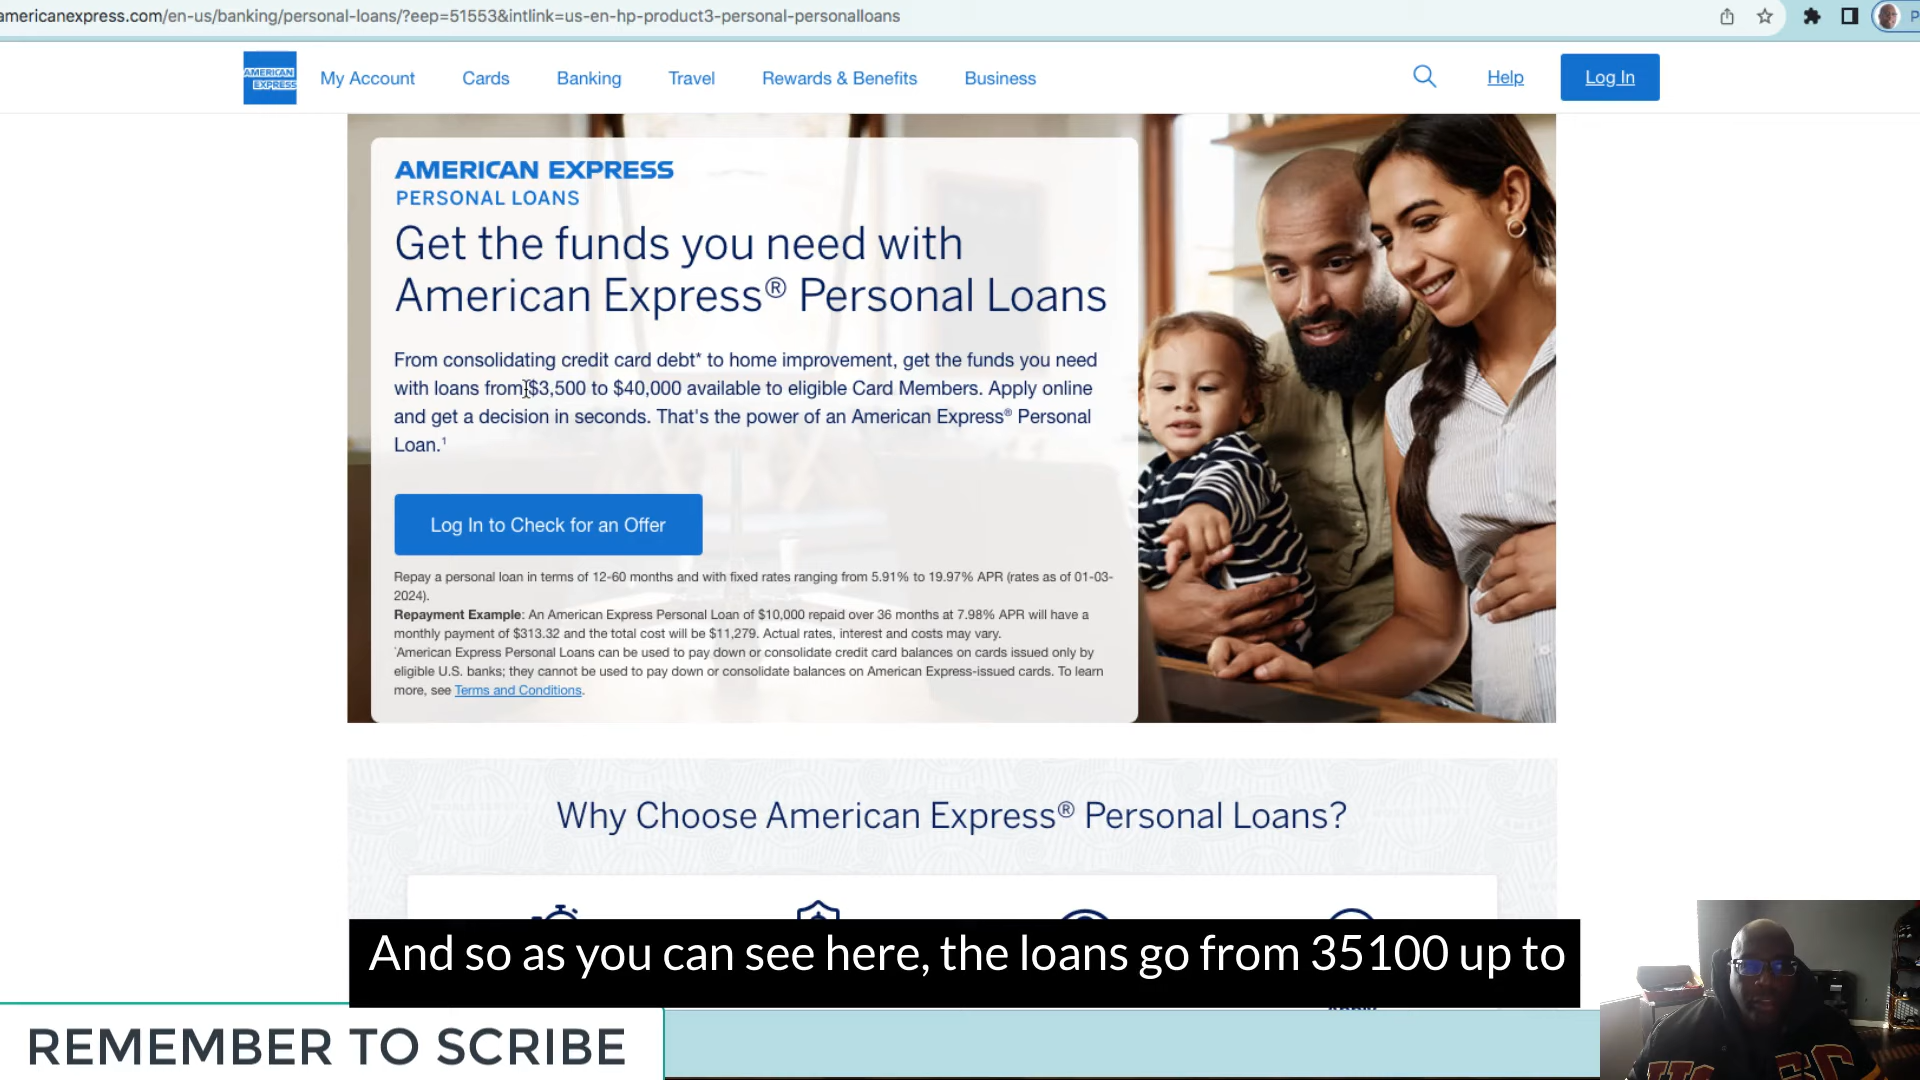 americanexpress.com/en-us/banking/personal-loans/?eep=51553&intlink=us-en-hp-product3-personal-personalloans
P
AMERICAN
EXPRESS
My Account Cards Banking Travel Rewards & Benefits Business Help Log In
AMERICAN EXPRESS
PERSONAL LOANS
Get the funds you need with
American Express® Personal Loans
From consolidating credit card debt* to home improvement, get the funds you need
with loans from $3,500 to $40,000 available to eligible Card Members. Apply online
and get a decision in seconds. That's the power of an American Express® Personal
Loan.¹
Log In to Check for an Offer
Repay a personal loan in terms of 12-60 months and with fixed rates ranging from 5.91% to 19.97% APR (rates as of 01-03-
2024).
Repayment Example: An American Express Personal Loan of $10,000 repaid over 36 months at 7.98% APR will have a
monthly payment of $313.32 and the total cost will be $11,279. Actual rates, interest and costs may vary.
*American Express Personal Loans can be used to pay down or consolidate credit card balances on cards issued only by
eligible U.S. banks; they cannot be used to pay down or consolidate balances on American Express-issued cards. To learn
more, see Terms and Conditions.
Why Choose American Express® Personal Loans?
And so as you can see here, the loans go from 35100 up to
REMEMBER TO SCRIBE